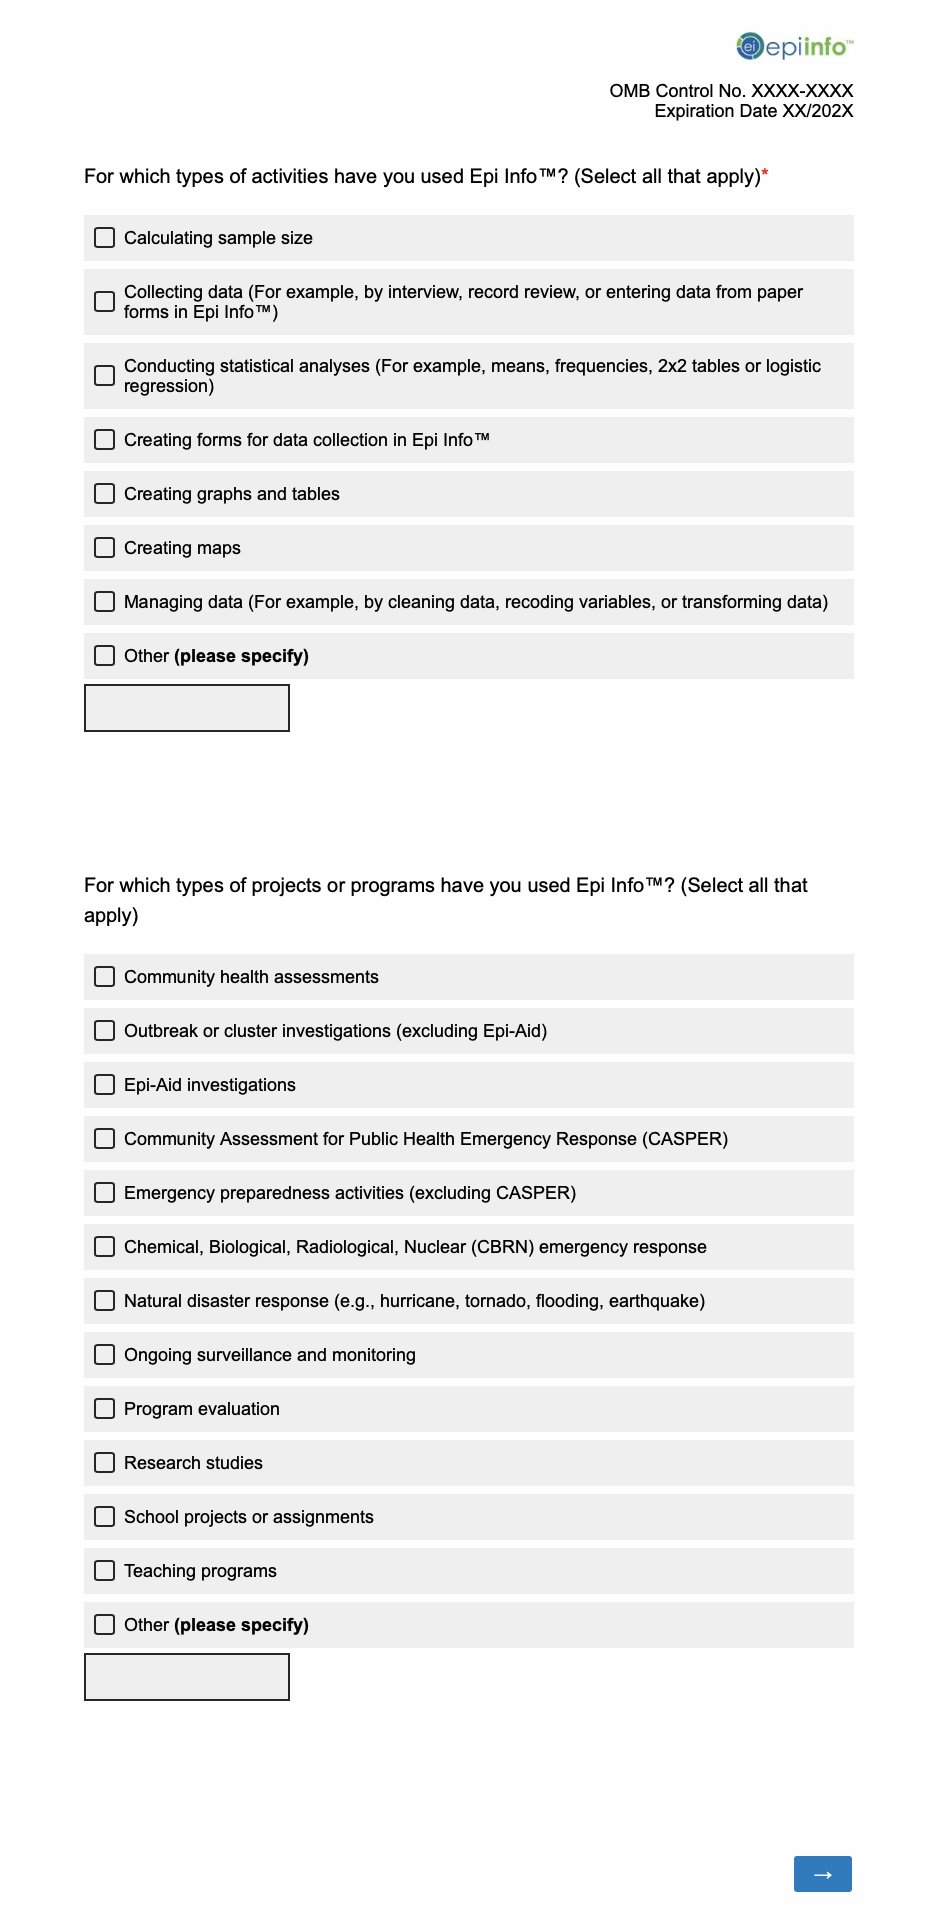 ei epiinfo™
OMB Control No. XXXX-XXXX
Expiration Date XX/202X
For which types of activities have you used Epi Info™? (Select all that apply)*
Calculating sample size
Collecting data (For example, by interview, record review, or entering data from paper
forms in Epi Info™)
Conducting statistical analyses (For example, means, frequencies, 2x2 tables or logistic
regression)
Creating forms for data collection in Epi Info™
Creating graphs and tables
Creating maps
Managing data (For example, by cleaning data, recoding variables, or transforming data)
Other (please specify)
For which types of projects or programs have you used Epi Info™? (Select all that
apply)
Community health assessments
Outbreak or cluster investigations (excluding Epi-Aid)
Epi-Aid investigations
Community Assessment for Public Health Emergency Response (CASPER)
Emergency preparedness activities (excluding CASPER)
Chemical, Biological, Radiological, Nuclear (CBRN) emergency response
Natural disaster response (e.g., hurricane, tornado, flooding, earthquake)
Ongoing surveillance and monitoring
Program evaluation
Research studies
School projects or assignments
Teaching programs
Other (please specify)
→